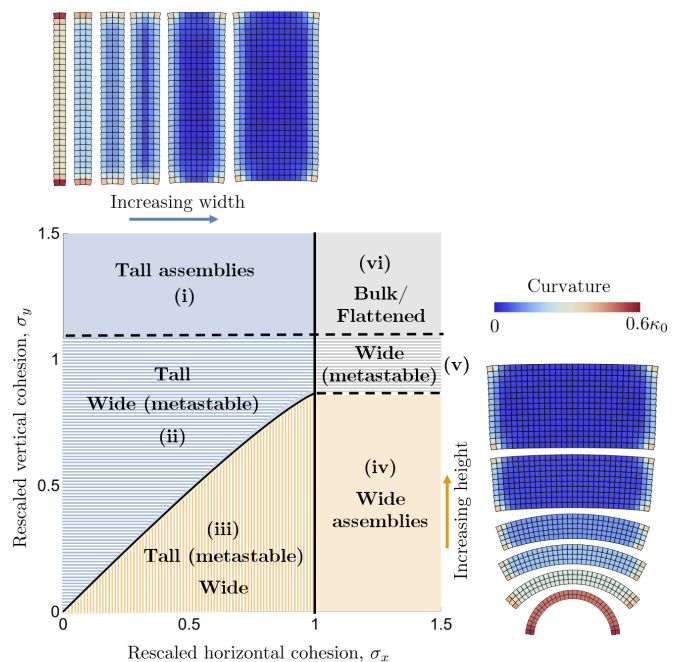 Increasing width
1.5
Tall assemblies
(i)
(vi)
Bulk/
Flattened
Curvature
0
0.6κ0
1
Tall
Wide (metastable)
(ii)
Wide
(metastable)
(v)
Rescaled vertical cohesion, σy
0.5
(iii)
Tall (metastable)
Wide
(iv)
Wide
assemblies
Increasing height
0
0
0.5
1
1.5
Rescaled horizontal cohesion, σx